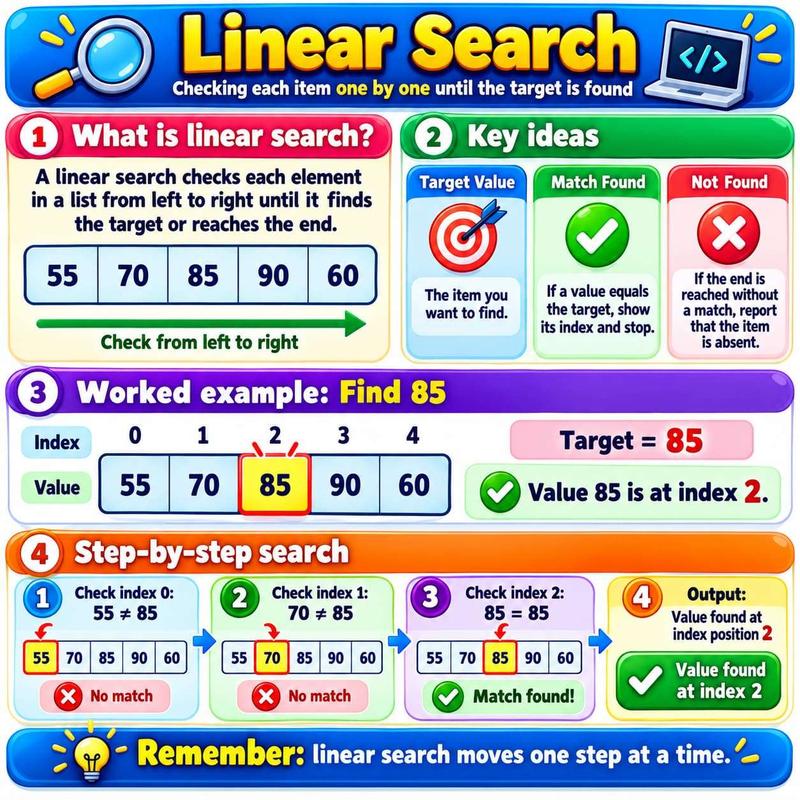 </>
Linear Search
Checking each item one by one until the target is found
1 What is linear search?
A linear search checks each element
in a list from left to right until it finds
the target or reaches the end.
55 70 85 90 60
Check from left to right
2 Key ideas
Target Value
The item you
want to find.
Match Found
If a value equals
the target, show
its index and stop.
Not Found
If the end is
reached without
a match, report
that the item
is absent.
3 Worked example: Find 85
Index 0 1 2 3 4
Value 55 70 85 90 60
Target = 85
Value 85 is at index 2.
4 Step-by-step search
1 Check index 0:
55 ≠ 85
55 70 85 90 60
No match
2 Check index 1:
70 ≠ 85
55 70 85 90 60
No match
3 Check index 2:
85 = 85
55 70 85 90 60
Match found!
4 Output:
Value found at
index position 2
Value found
at index 2
Remember: linear search moves one step at a time.